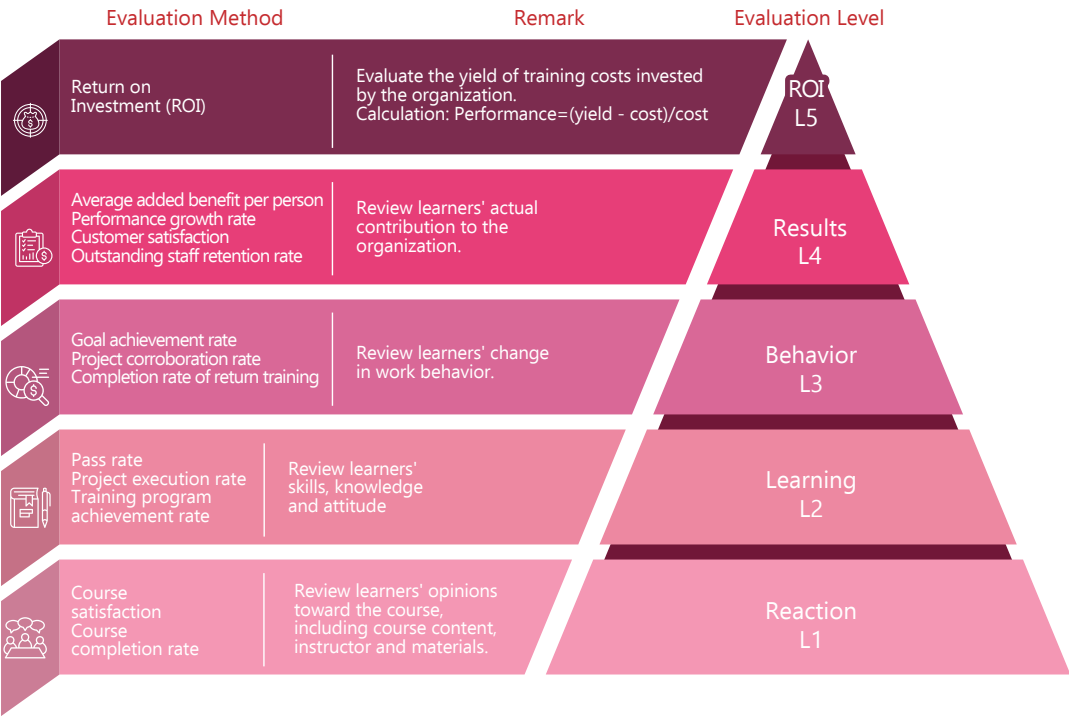 Evaluation Method
Remark
Evaluation Level
Return on
Investment (ROI)
Evaluate the yield of training costs invested
by the organization.
Calculation: Performance=(yield - cost)/cost
ROI
L5
Average added benefit per person
Performance growth rate
Customer satisfaction
Outstanding staff retention rate
Review learners' actual
contribution to the
organization.
Results
L4
Goal achievement rate
Project corroboration rate
Completion rate of return training
Review learners' change
in work behavior.
Behavior
L3
Pass rate
Project execution rate
Training program
achievement rate
Review learners'
skills, knowledge
and attitude
Learning
L2
Course
satisfaction
Course
completion rate
Review learners' opinions
toward the course,
including course content,
instructor and materials.
Reaction
L1